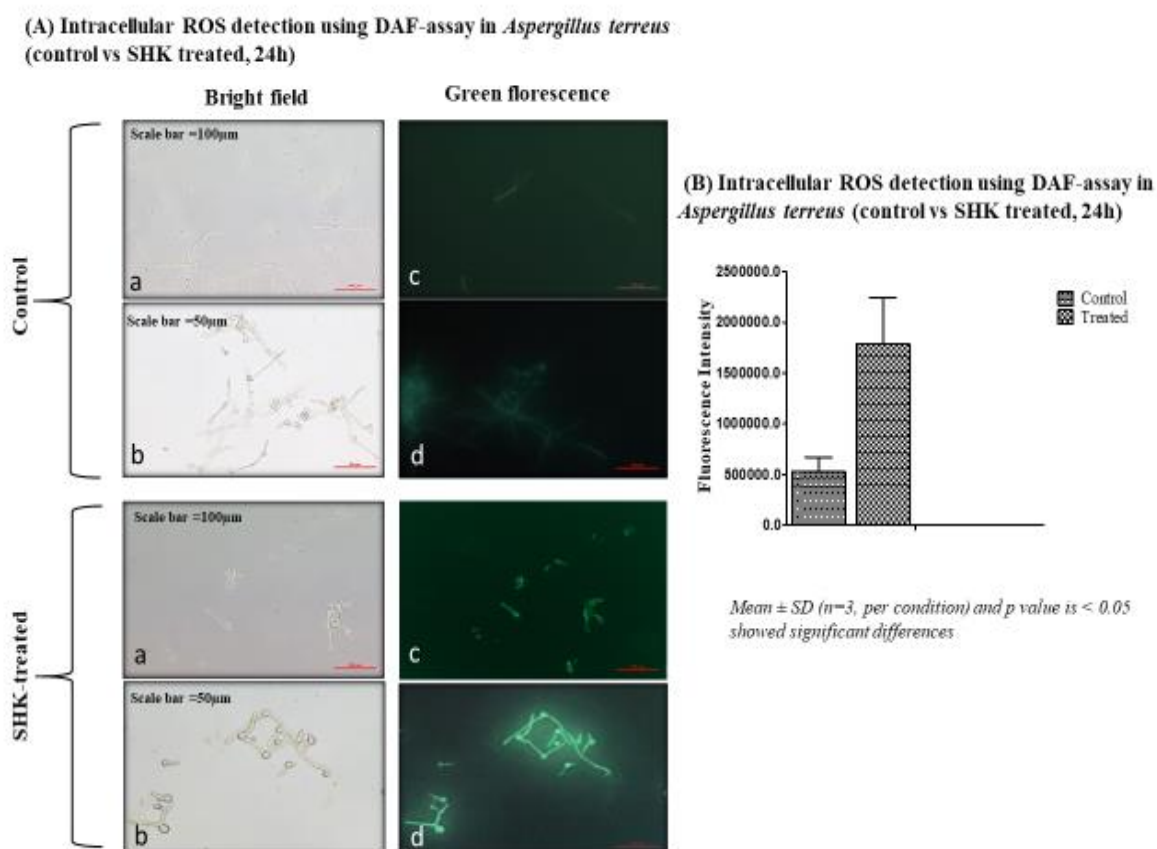 (A) Intracellular ROS detection using DAF-assay in Aspergillus terreus
(control vs SHK treated, 24h)
Bright field
Green florescence
Control
Scale bar =100μm
a
c
Scale bar =50μm
b
d
SHK-treated
Scale bar =100μm
a
c
Scale bar =50μm
b
d
(B) Intracellular ROS detection using DAF-assay in
Aspergillus terreus (control vs SHK treated, 24h)
Fluorescence Intensity
2500000.0
2000000.0
1500000.0
1000000.0
500000.0
0.0
Control
Treated
Mean ± SD (n=3, per condition) and p value is < 0.05
showed significant differences